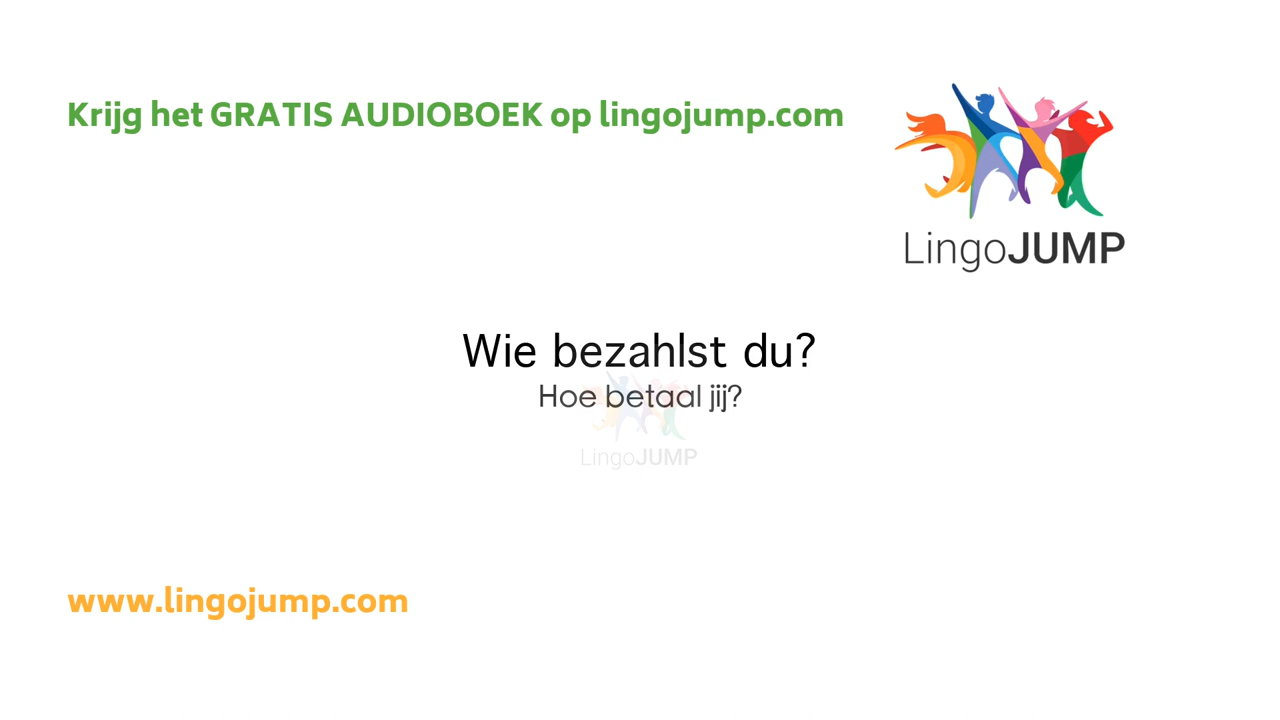 Krijg het GRATIS AUDIOBOEK op lingojump.com
LingoJUMP
Wie bezahlst du?
Hoe betaal jij?
LingoJUMP
www.lingojump.com